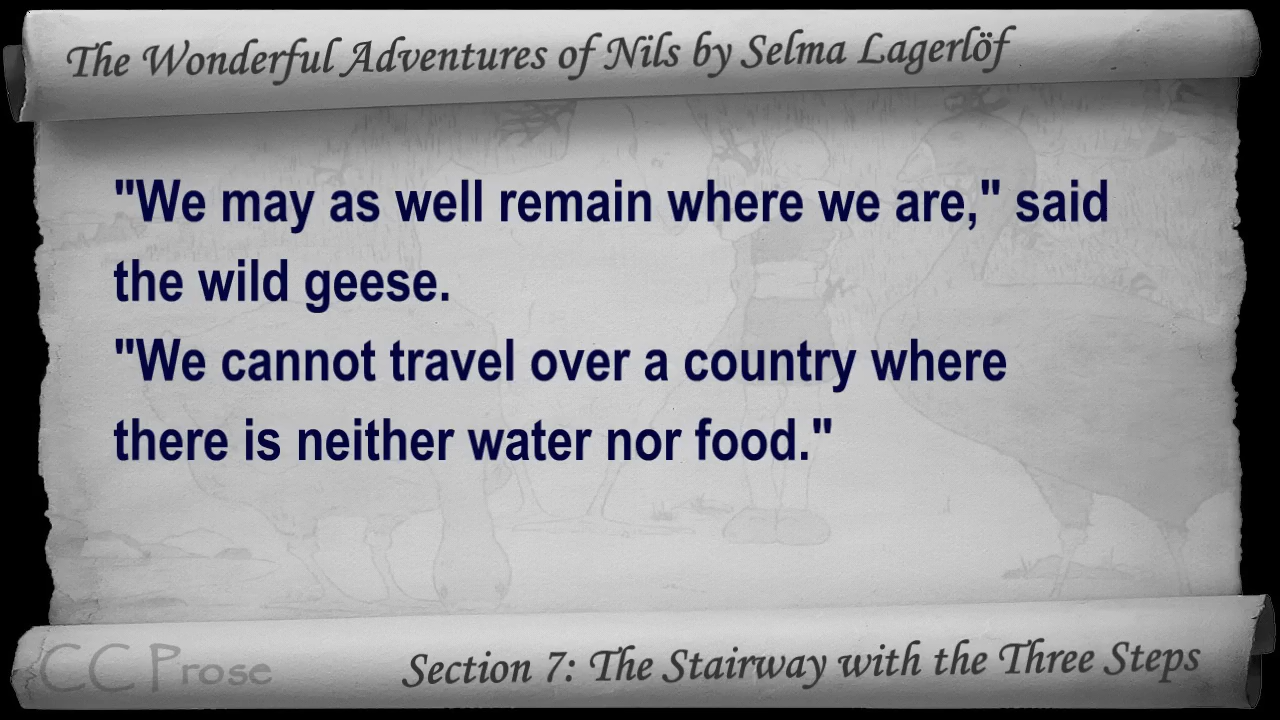 The Wonderful Adventures of Nils by Selma Lagerlöf
"We may as well remain where we are," said
the wild geese.
"We cannot travel over a country where
there is neither water nor food."
CC Prose
Section 7: The Stairway with the Three Steps